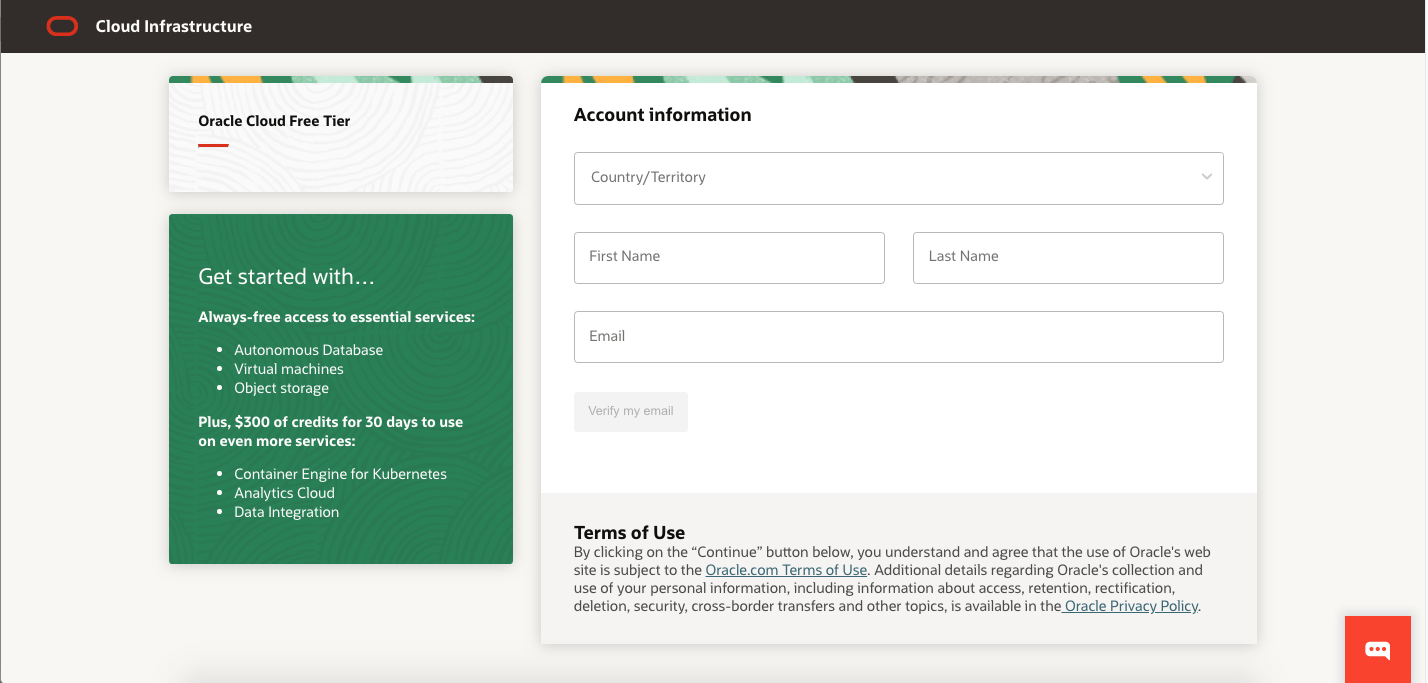 Cloud Infrastructure
Oracle Cloud Free Tier
Get started with...
Always-free access to essential services:
• Autonomous Database
• Virtual machines
• Object storage
Plus, $300 of credits for 30 days to use
on even more services:
• Container Engine for Kubernetes
• Analytics Cloud
• Data Integration
Account information
Country/Territory
First Name
Last Name
Email
Verify my email
Terms of Use
By clicking on the “Continue” button below, you understand and agree that the use of Oracle's web
site is subject to the Oracle.com Terms of Use. Additional details regarding Oracle's collection and
use of your personal information, including information about access, retention, rectification,
deletion, security, cross-border transfers and other topics, is available in the Oracle Privacy Policy.